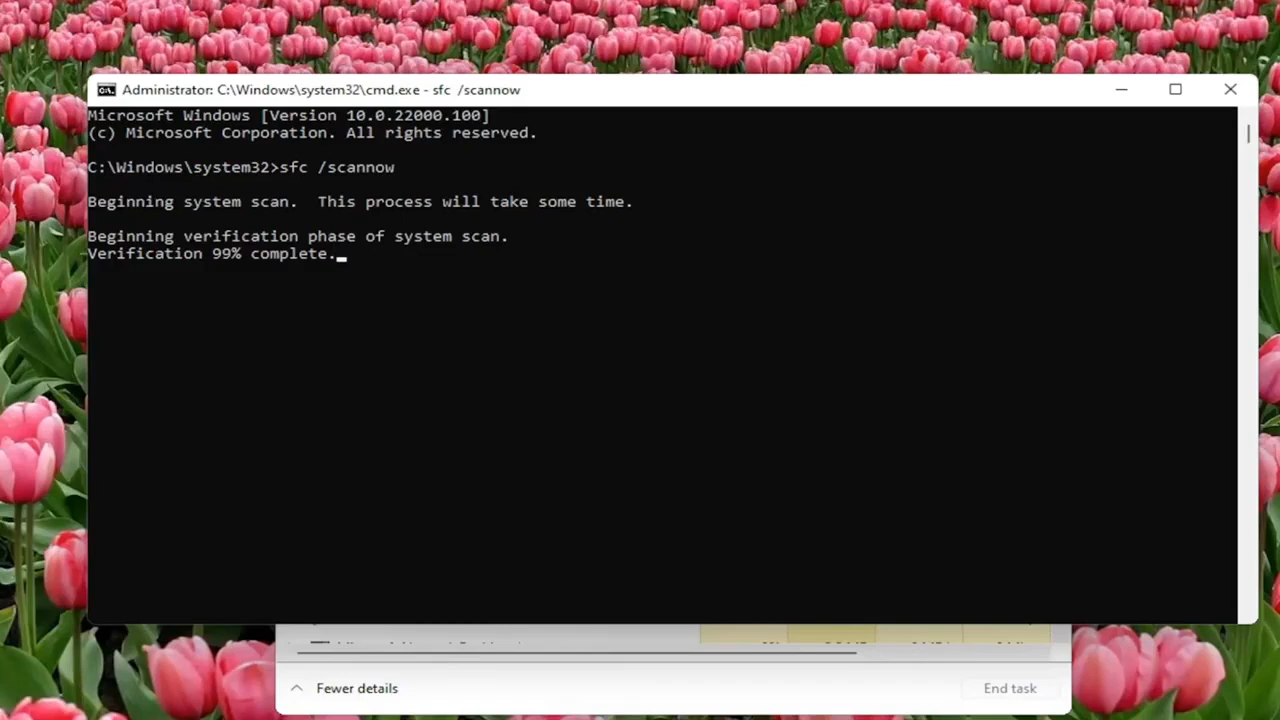 Administrator: C:\Windows\system32\cmd.exe - sfc  /scannow
Microsoft Windows [Version 10.0.22000.100]
(c) Microsoft Corporation. All rights reserved.
C:\Windows\system32>sfc /scannow
Beginning system scan.  This process will take some time.
Beginning verification phase of system scan.
Verification 99% complete.
Fewer details
End task